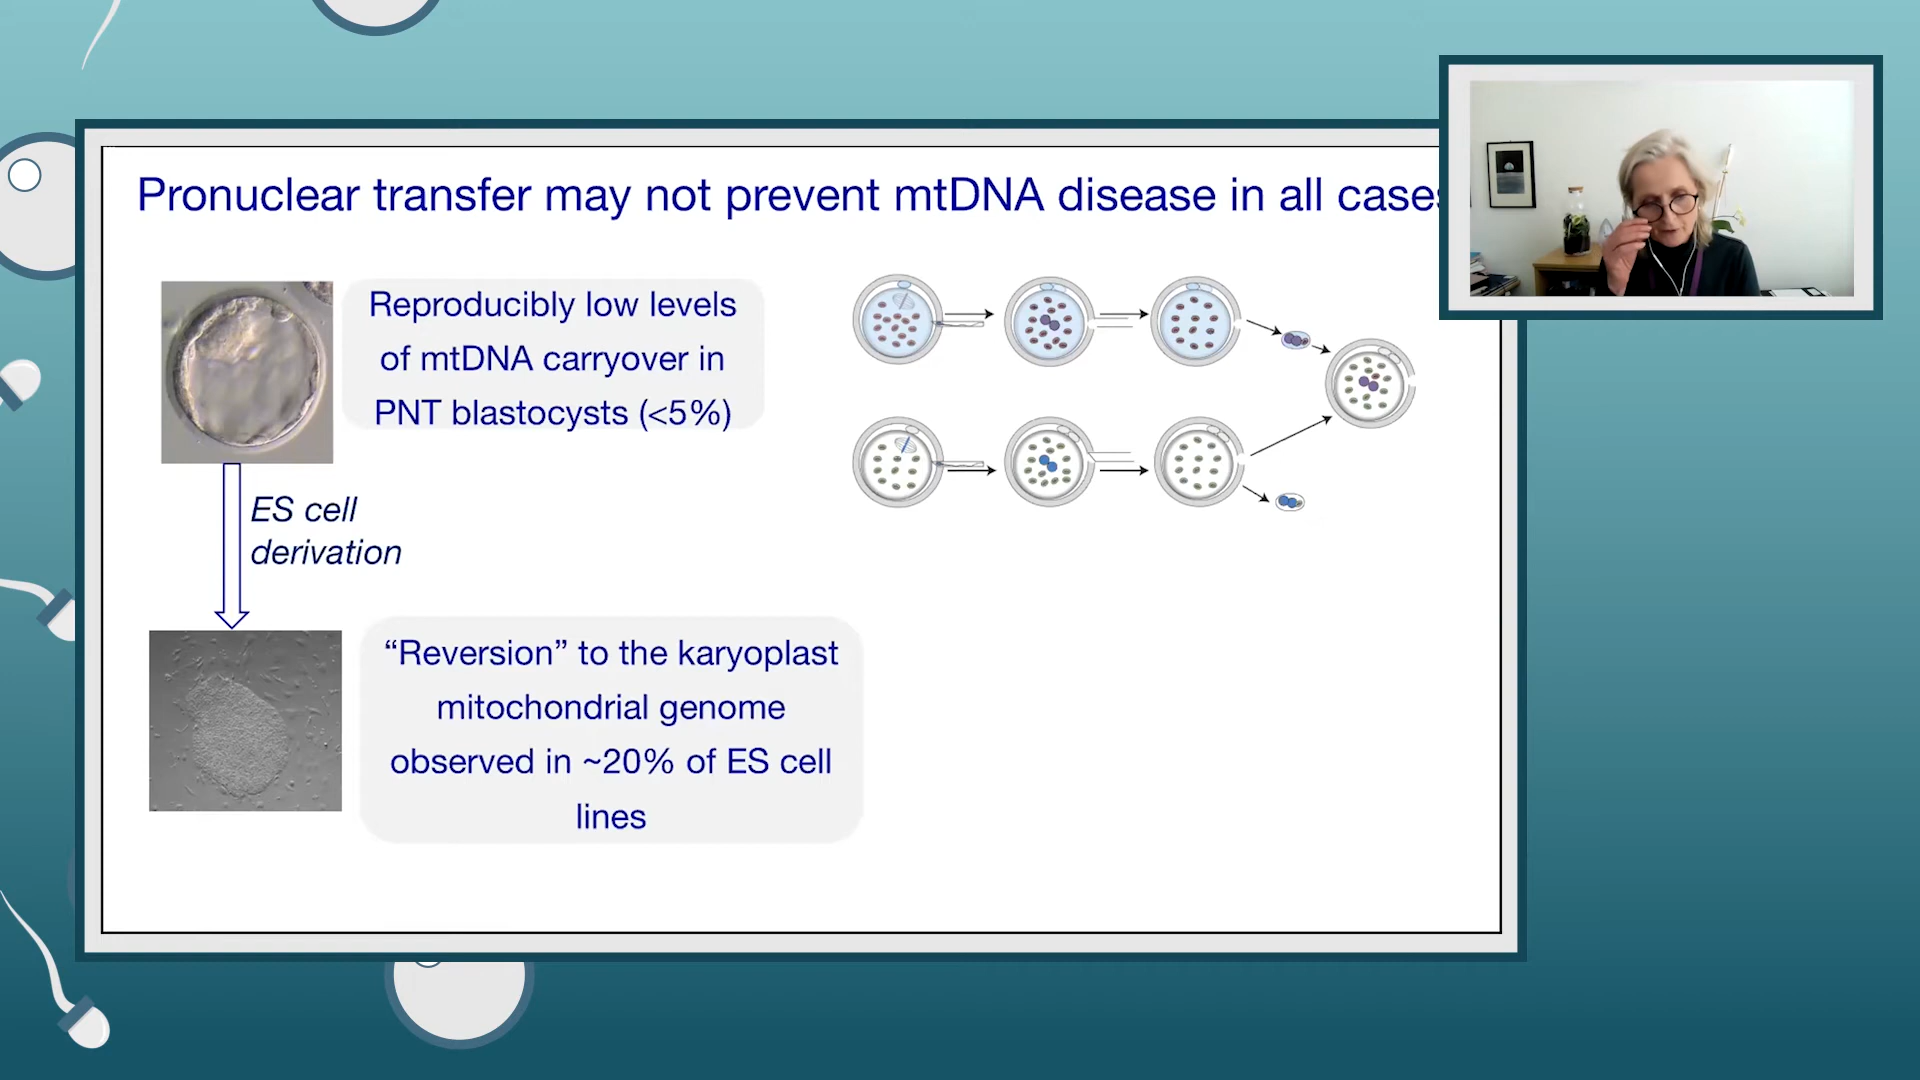 Pronuclear transfer may not prevent mtDNA disease in all cases
Reproducibly low levels
of mtDNA carryover in
PNT blastocysts (<5%)
ES cell
derivation
“Reversion” to the karyoplast
mitochondrial genome
observed in ~20% of ES cell
lines